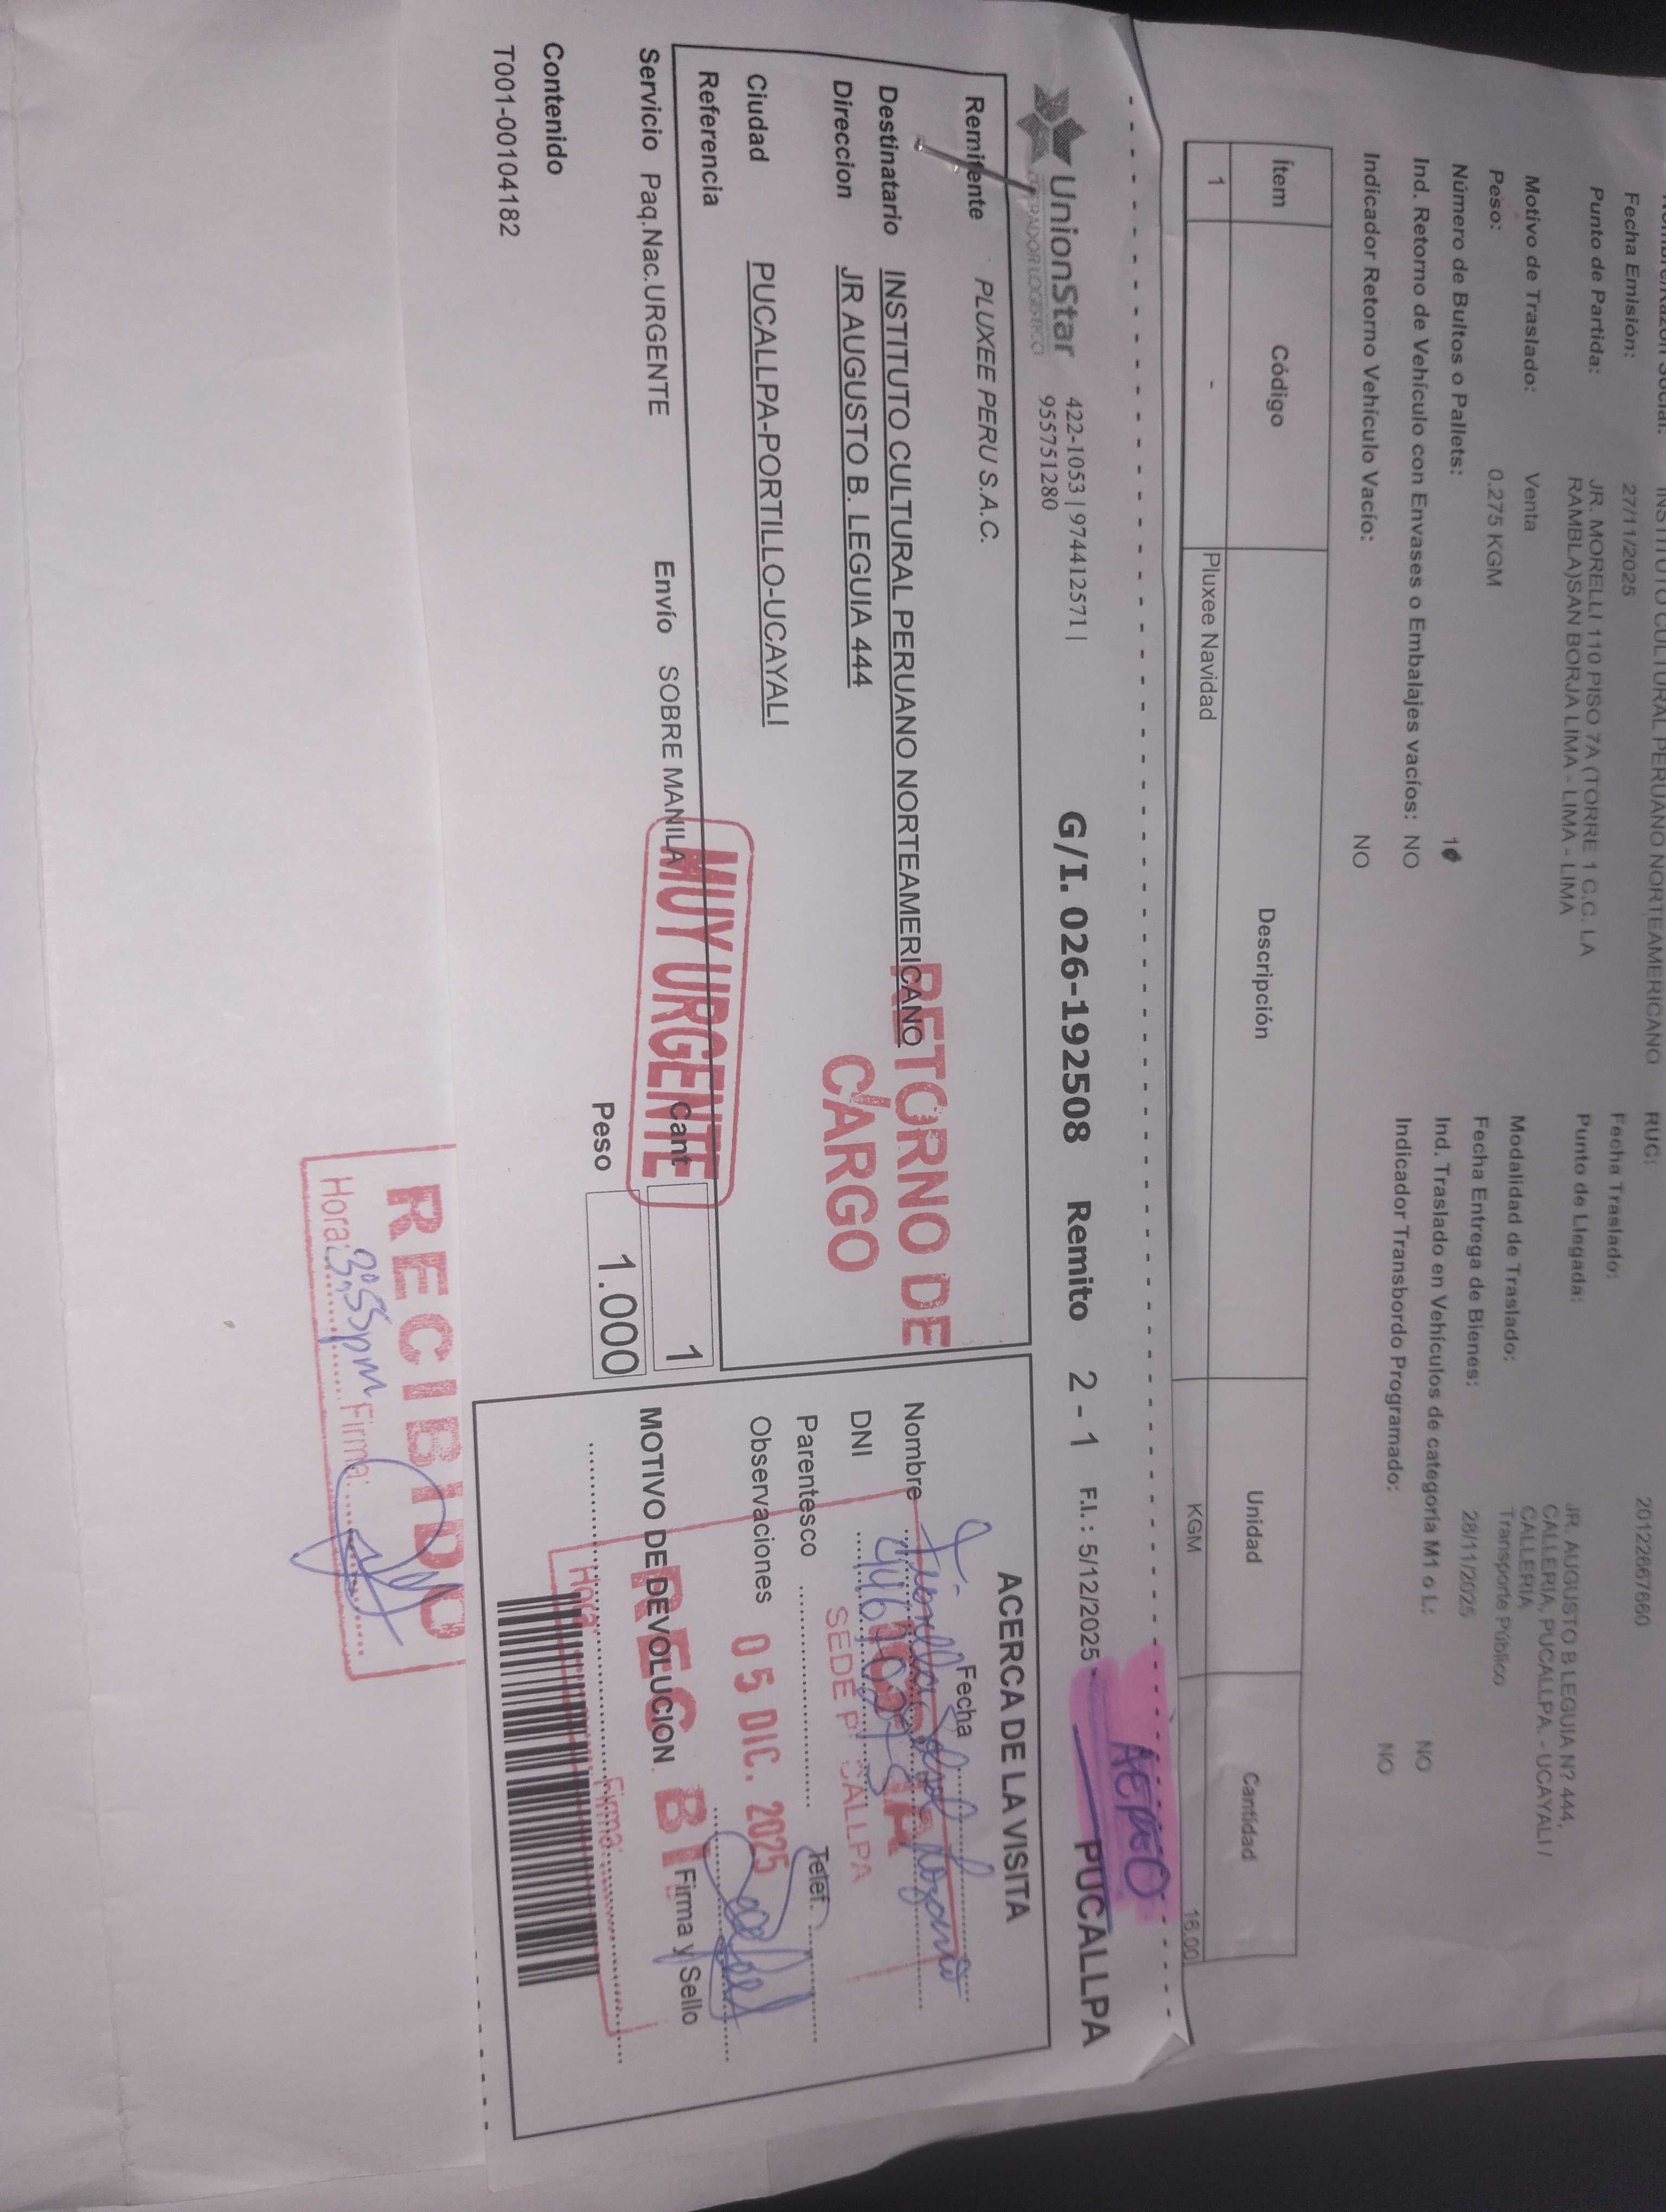 INSTITUTO CULTURAL PERUANO NORTEAMERICANO RUC: 20122667660
Fecha Emisión: 27/11/2025 Fecha Traslado:
Punto de Partida: JR. MORELLI 110 PISO 7A (TORRE 1 C.C. LA RAMBLA)SAN BORJA LIMA - LIMA - LIMA
Punto de Llegada: JR. AUGUSTO B LEGUIA N? 444, CALLERIA, PUCALLPA. - UCAYALI / CALLERIA
Motivo de Traslado: Venta Modalidad de Traslado: Transporte Público
Peso: 0.275 KGM Fecha Entrega de Bienes: 28/11/2025
Número de Bultos o Pallets:
Ind. Retorno de Vehículo con Envases o Embalajes vacíos: NO Ind. Traslado en Vehículos de categoría M1 o L: NO
Indicador Retorno Vehículo Vacío: NO Indicador Transbordo Programado: NO
Ítem Código Descripción Unidad Cantidad
1 - Pluxee Navidad KGM 16.00
AEREO
UnionStar
OPERADOR LOGISTICO
422-1053 | 974412571 |
955751280
G/I. 026-192508 Remito 2 - 1 F.I. : 5/12/2025 - PUCALLPA
Remitente PLUXEE PERU S.A.C.
Destinatario INSTITUTO CULTURAL PERUANO NORTEAMERICANO
Direccion JR AUGUSTO B. LEGUIA 444
Ciudad PUCALLPA-PORTILLO-UCAYALI
Referencia
RETORNO DE
CARGO
MUY URGENTE
Servicio Paq.Nac.URGENTE Envío SOBRE MANILA Cant 1
Peso 1.000
Contenido
T001-00104182
ACERCA DE LA VISITA
Fecha
Nombre
DNI
SEDE PUCALLPA
Parentesco Telef.
Observaciones
05 DIC. 2025
MOTIVO DE DEVOLUCION Firma y Sello
Hora: Firma:
RECIBIDO
Hora: 3:55pm Firma: